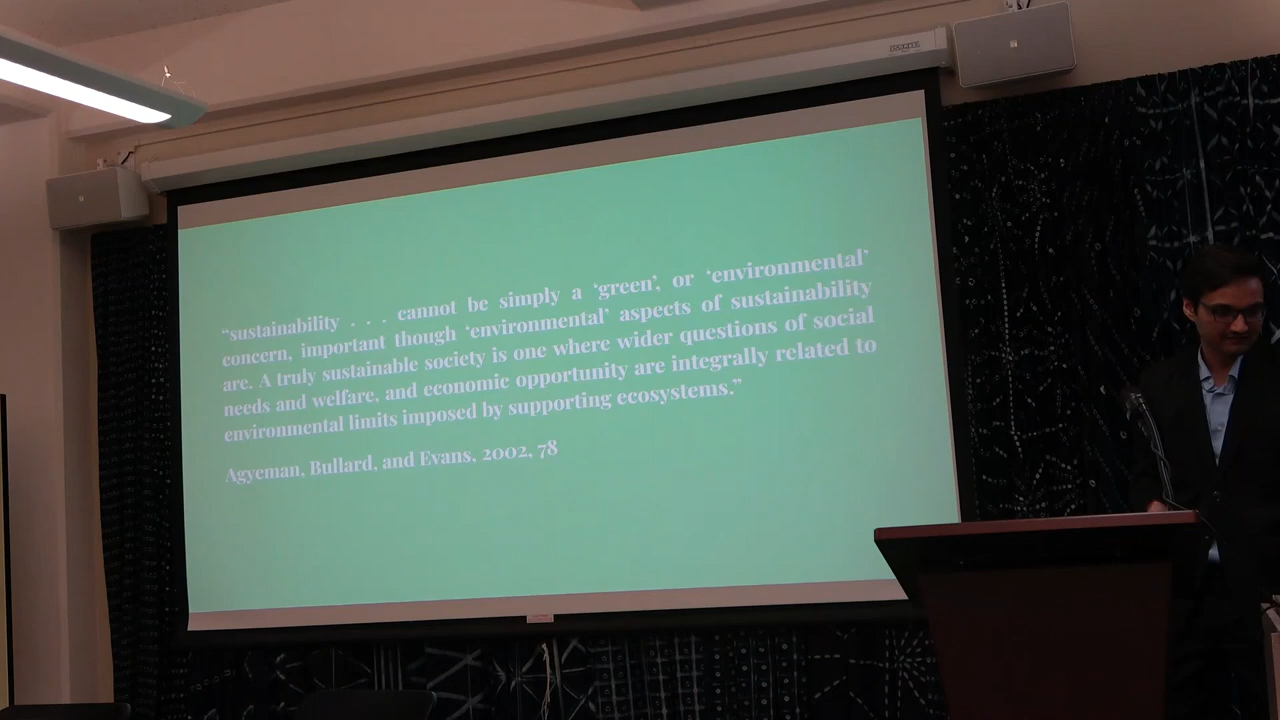 “sustainability . . . cannot be simply a ‘green’, or ‘environmental’
concern, important though ‘environmental’ aspects of sustainability
are. A truly sustainable society is one where wider questions of social
needs and welfare, and economic opportunity are integrally related to
environmental limits imposed by supporting ecosystems.”
Agyeman, Bullard, and Evans, 2002, 78